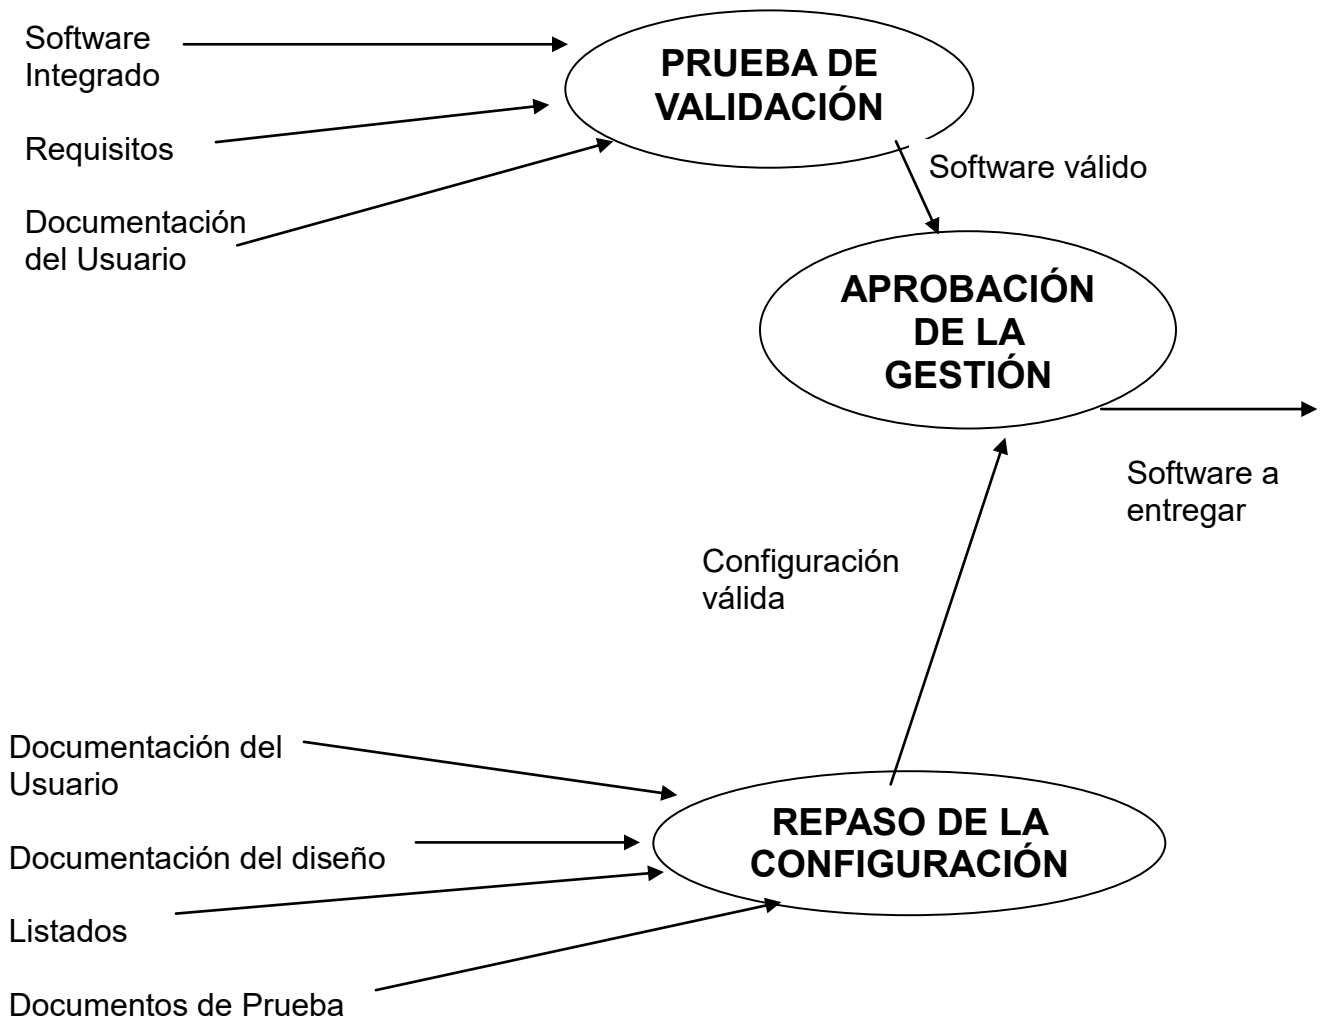 Software
Integrado
PRUEBA DE
VALIDACIÓN
Requisitos
Software válido
Documentación
del Usuario
APROBACIÓN
DE LA
GESTIÓN
Software a
entregar
Configuración
válida
Documentación del
Usuario
REPASO DE LA
CONFIGURACIÓN
Documentación del diseño
Listados
Documentos de Prueba